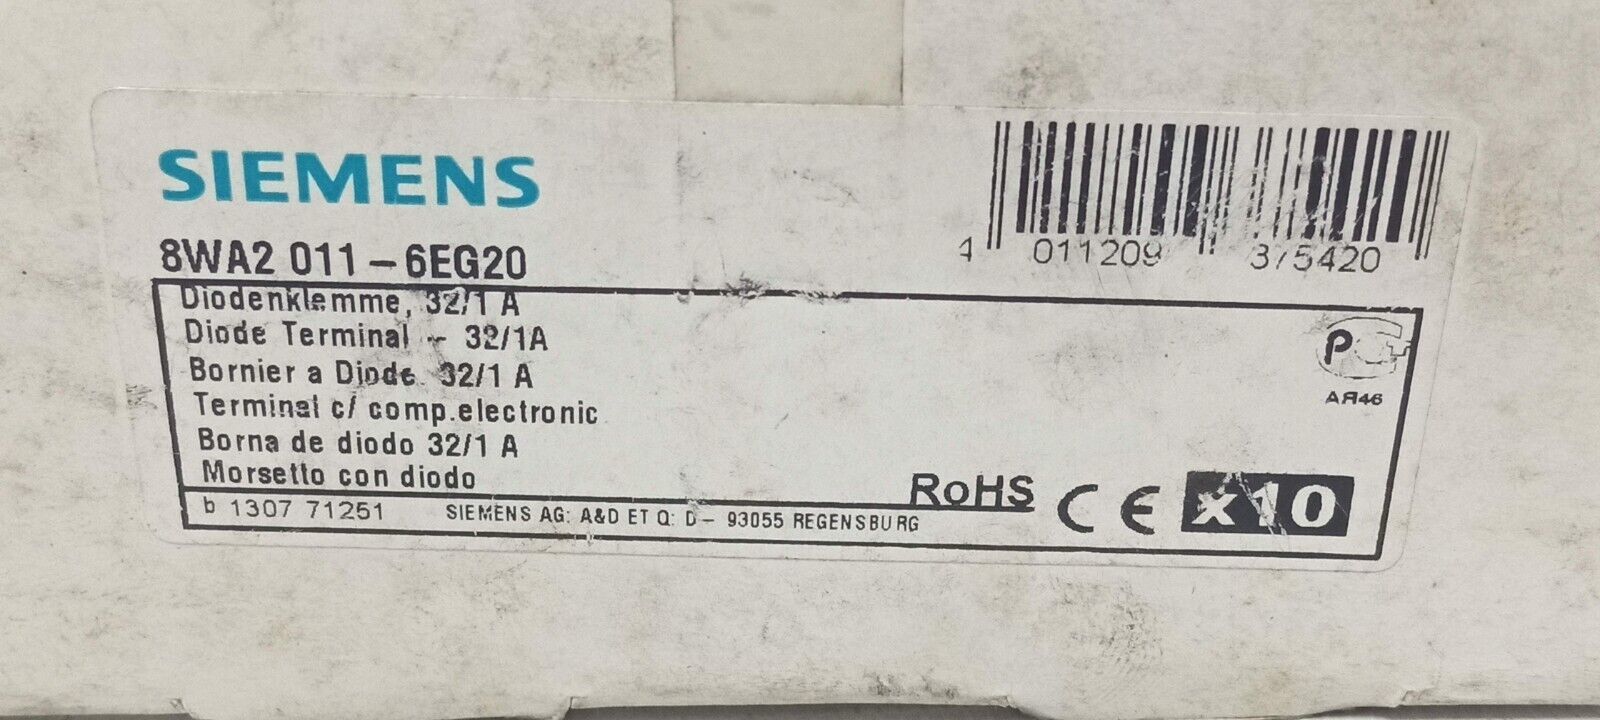 SIEMENS
8WA2 011-6EG20
4 011209 375420
Diodenklemme, 32/1 A
Diode Terminal - 32/1A
Bornier a Diode. 32/1 A
Terminal c/ comp.electronic
Borna de diodo 32/1 A
Morsetto con diodo
PCT
АЯ46
RoHS CE x10
b 1307 71251 SIEMENS AG: A&D ET Q: D- 93055 REGENSBURG